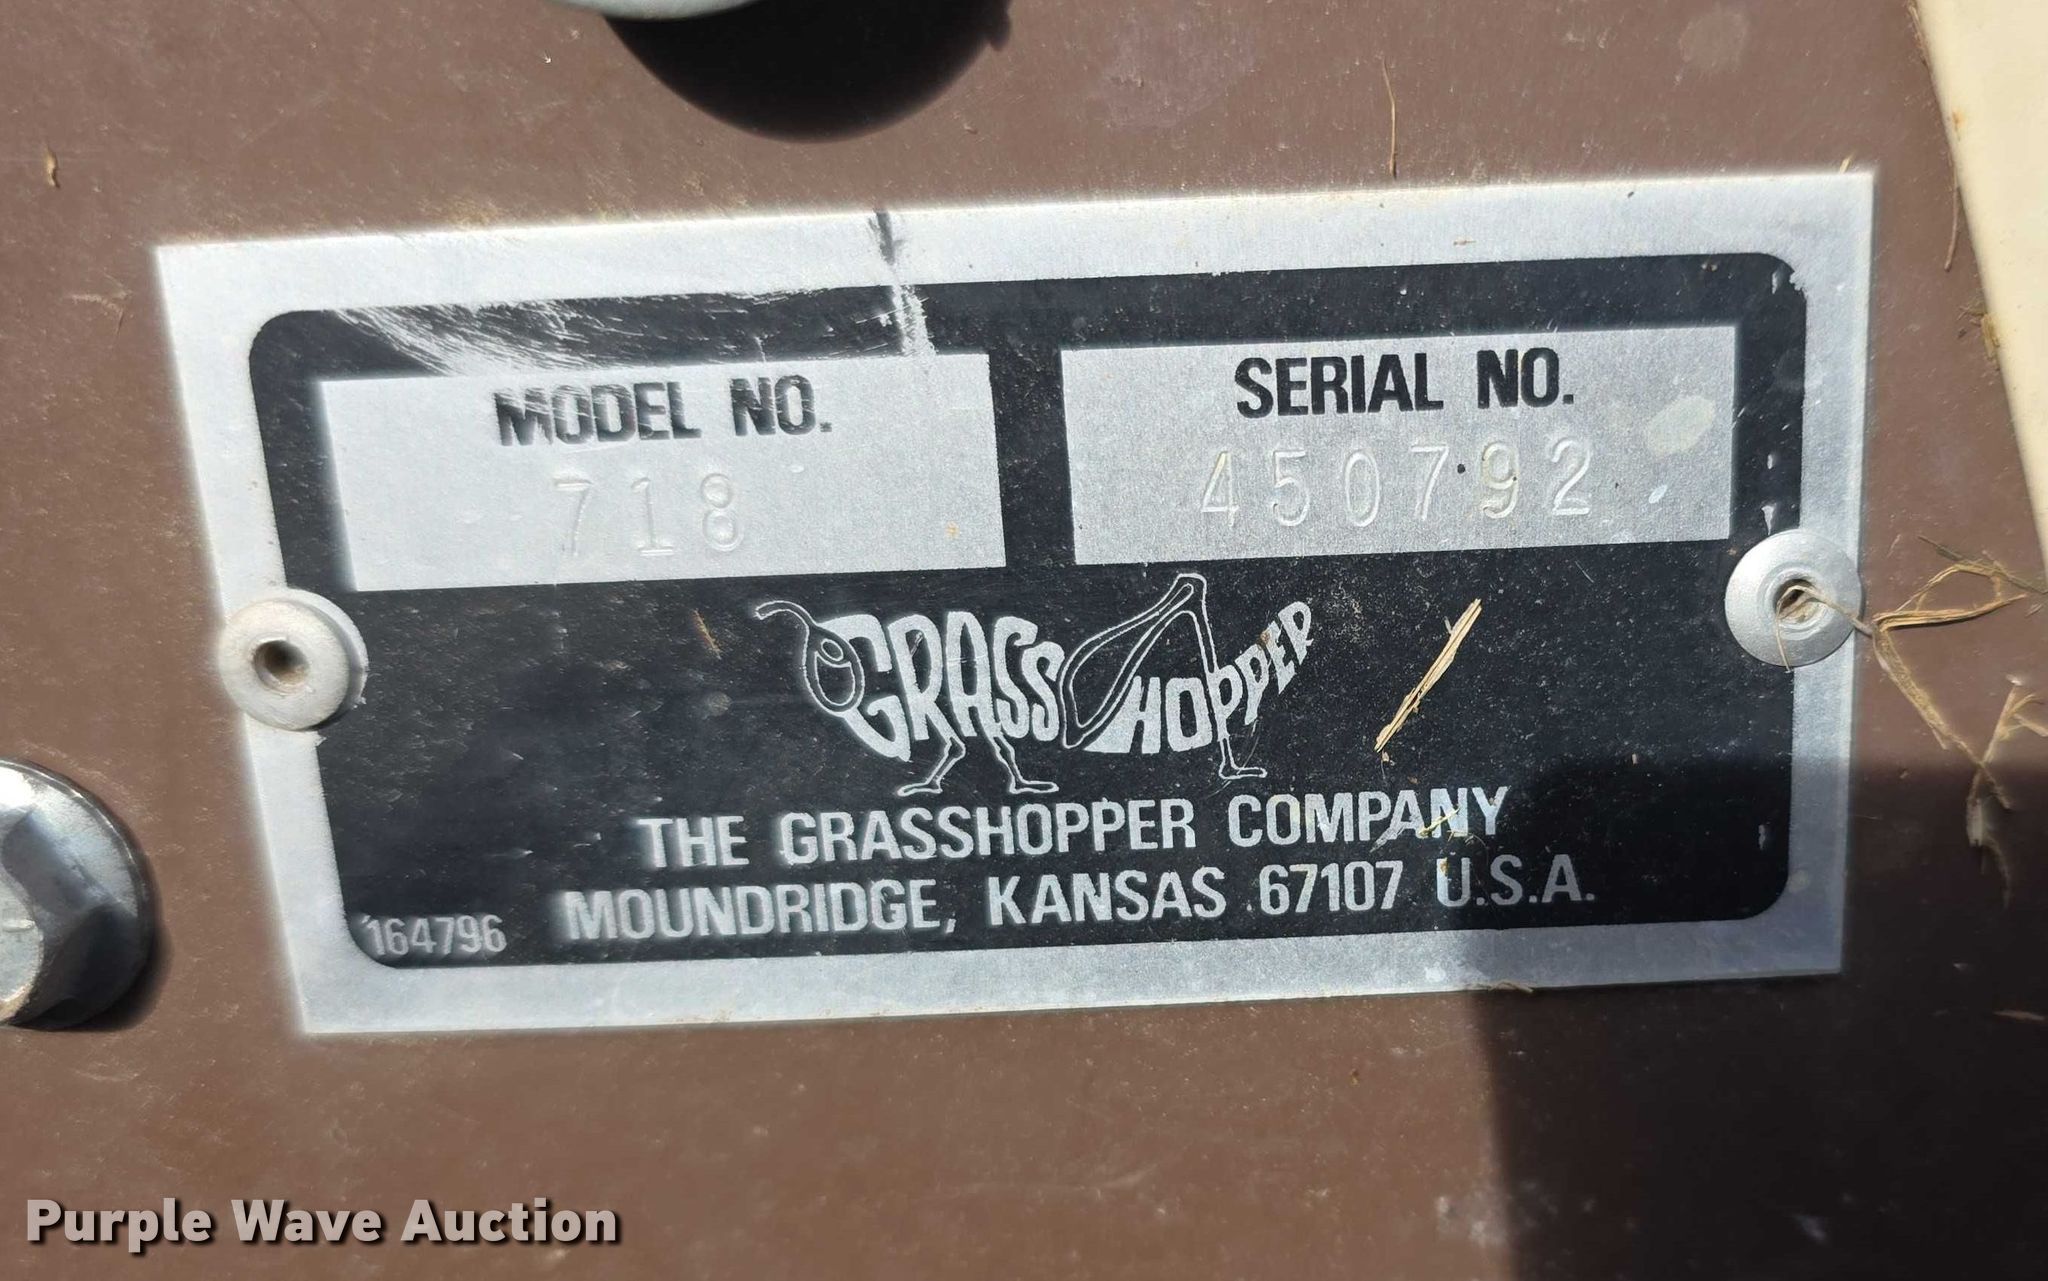 MODEL NO.
718
SERIAL NO.
450792
GRASSHOPPER
THE GRASSHOPPER COMPANY
MOUNDRIDGE, KANSAS 67107 U.S.A.
164796
Purple Wave Auction